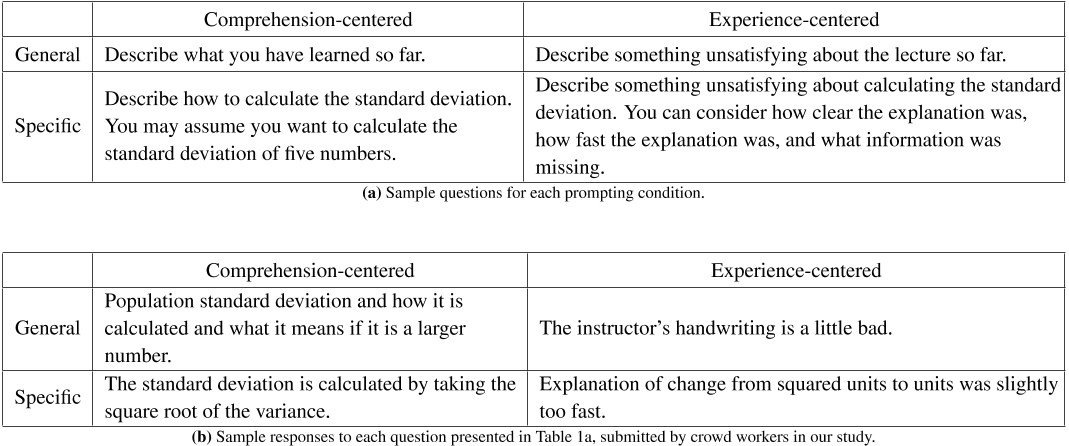 Comprehension-centered
Experience-centered
General
Describe what you have learned so far.
Describe something unsatisfying about the lecture so far.
Specific
Describe how to calculate the standard deviation.
You may assume you want to calculate the
standard deviation of five numbers.
Describe something unsatisfying about calculating the standard
deviation. You can consider how clear the explanation was,
how fast the explanation was, and what information was
missing.
(a) Sample questions for each prompting condition.
Comprehension-centered
Experience-centered
General
Population standard deviation and how it is
calculated and what it means if it is a larger
number.
The instructor's handwriting is a little bad.
Specific
The standard deviation is calculated by taking the
square root of the variance.
Explanation of change from squared units to units was slightly
too fast.
(b) Sample responses to each question presented in Table 1a, submitted by crowd workers in our study.